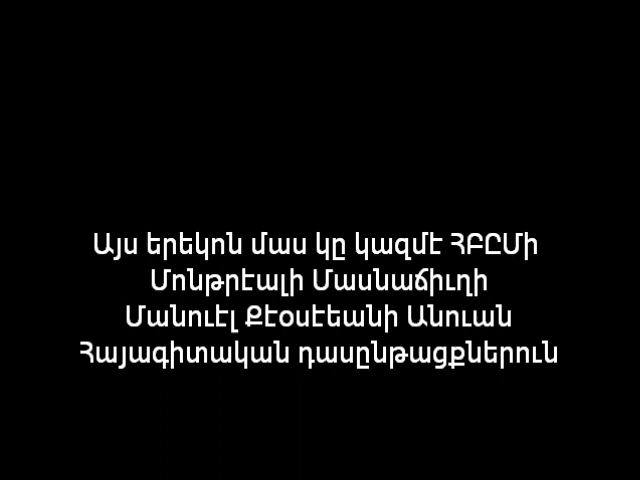 Այս երեկոն մաս կը կազմէ ՀԲԸՄի
Մոնթրէալի Մասնաճիւղի
Մանուէլ Քէօսէեանի Անուան
Հայագիտական դասընթացքներուն